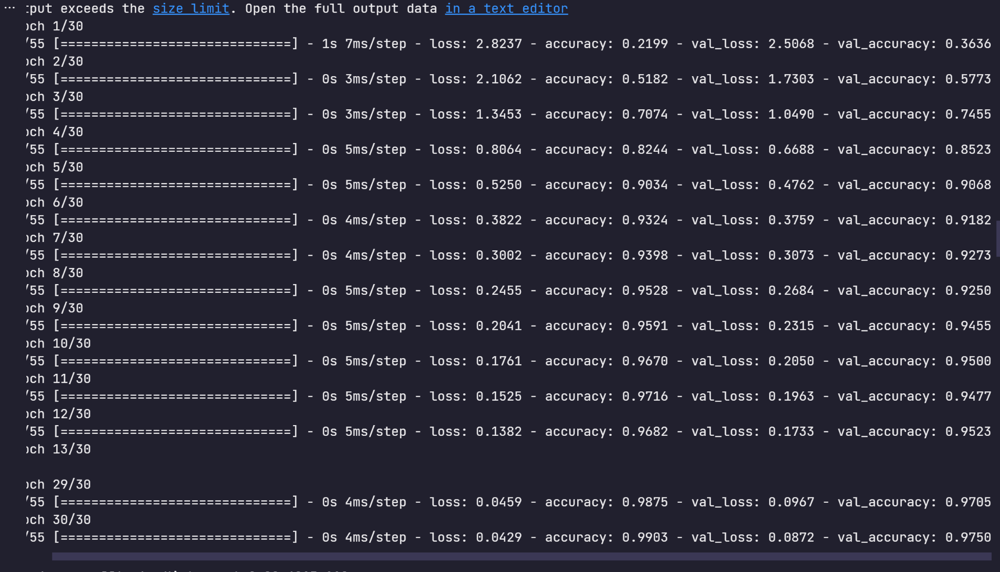 ... tput exceeds the size limit. Open the full output data in a text editor
och 1/30
/55 [==============================] - 1s 7ms/step - loss: 2.8237 - accuracy: 0.2199 - val_loss: 2.5068 - val_accuracy: 0.3636
och 2/30
/55 [==============================] - 0s 3ms/step - loss: 2.1062 - accuracy: 0.5182 - val_loss: 1.7303 - val_accuracy: 0.5773
och 3/30
/55 [==============================] - 0s 3ms/step - loss: 1.3453 - accuracy: 0.7074 - val_loss: 1.0490 - val_accuracy: 0.7455
och 4/30
/55 [==============================] - 0s 5ms/step - loss: 0.8064 - accuracy: 0.8244 - val_loss: 0.6688 - val_accuracy: 0.8523
och 5/30
/55 [==============================] - 0s 5ms/step - loss: 0.5250 - accuracy: 0.9034 - val_loss: 0.4762 - val_accuracy: 0.9068
och 6/30
/55 [==============================] - 0s 4ms/step - loss: 0.3822 - accuracy: 0.9324 - val_loss: 0.3759 - val_accuracy: 0.9182
och 7/30
/55 [==============================] - 0s 4ms/step - loss: 0.3002 - accuracy: 0.9398 - val_loss: 0.3073 - val_accuracy: 0.9273
och 8/30
/55 [==============================] - 0s 5ms/step - loss: 0.2455 - accuracy: 0.9528 - val_loss: 0.2684 - val_accuracy: 0.9250
och 9/30
/55 [==============================] - 0s 5ms/step - loss: 0.2041 - accuracy: 0.9591 - val_loss: 0.2315 - val_accuracy: 0.9455
och 10/30
/55 [==============================] - 0s 5ms/step - loss: 0.1761 - accuracy: 0.9670 - val_loss: 0.2050 - val_accuracy: 0.9500
och 11/30
/55 [==============================] - 0s 5ms/step - loss: 0.1525 - accuracy: 0.9716 - val_loss: 0.1963 - val_accuracy: 0.9477
och 12/30
/55 [==============================] - 0s 5ms/step - loss: 0.1382 - accuracy: 0.9682 - val_loss: 0.1733 - val_accuracy: 0.9523
och 13/30
och 29/30
/55 [==============================] - 0s 4ms/step - loss: 0.0459 - accuracy: 0.9875 - val_loss: 0.0967 - val_accuracy: 0.9705
och 30/30
/55 [==============================] - 0s 4ms/step - loss: 0.0429 - accuracy: 0.9903 - val_loss: 0.0872 - val_accuracy: 0.9750